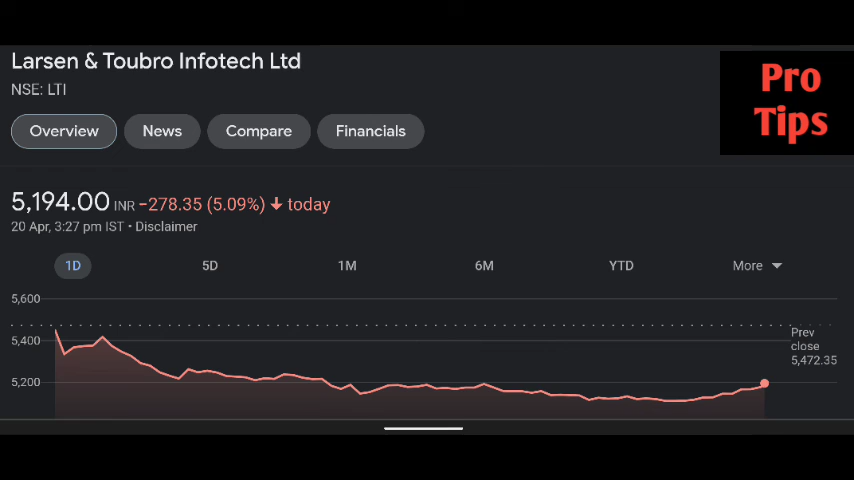 Larsen & Toubro Infotech Ltd
NSE: LTI
Pro
Tips
Overview News Compare Financials
5,194.00 INR -278.35 (5.09%) ↓ today
20 Apr, 3:27 pm IST • Disclaimer
1D 5D 1M 6M YTD More
5,600
5,400
5,200
Prev
close
5,472.35